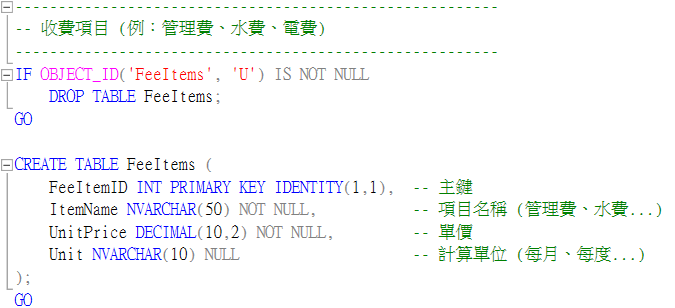 --------------------------------------------------------
-- 收費項目 (例：管理費、水費、電費)
--------------------------------------------------------
IF OBJECT_ID('FeeItems', 'U') IS NOT NULL
    DROP TABLE FeeItems;
GO
CREATE TABLE FeeItems (
    FeeItemID INT PRIMARY KEY IDENTITY(1,1),  -- 主鍵
    ItemName NVARCHAR(50) NOT NULL,           -- 項目名稱 (管理費、水費...)
    UnitPrice DECIMAL(10,2) NOT NULL,         -- 單價
    Unit NVARCHAR(10) NULL                    -- 計算單位 (每月、每度...)
);
GO